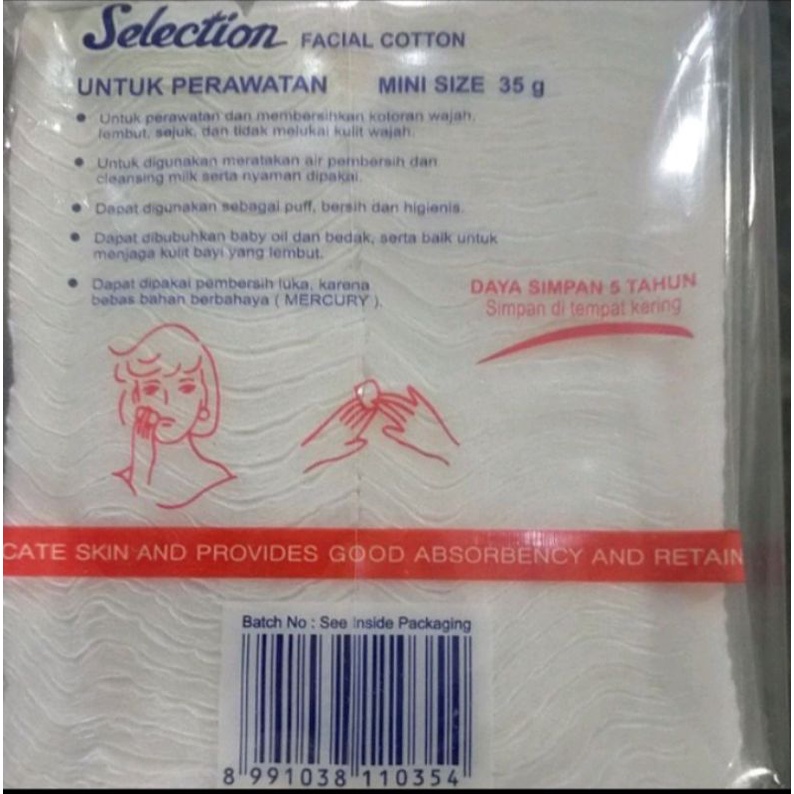 Selection FACIAL COTTON
UNTUK PERAWATAN MINI SIZE 35 g
• Untuk perawatan dan membersihkan kotoran wajah,
lembut, sejuk, dan tidak melukai kulit wajah.
• Untuk digunakan meratakan air pembersih dan
cleansing milk serta nyaman dipakai.
• Dapat digunakan sebagai puff, bersih dan higienis.
• Dapat dibubuhkan baby oil dan bedak, serta baik untuk
menjaga kulit bayi yang lembut.
• Dapat dipakai pembersih luka, karena
bebas bahan berbahaya ( MERCURY ).
DAYA SIMPAN 5 TAHUN
Simpan di tempat kering
CATE SKIN AND PROVIDES GOOD ABSORBENCY AND RETAIN
Batch No : See Inside Packaging
8 991038 110354